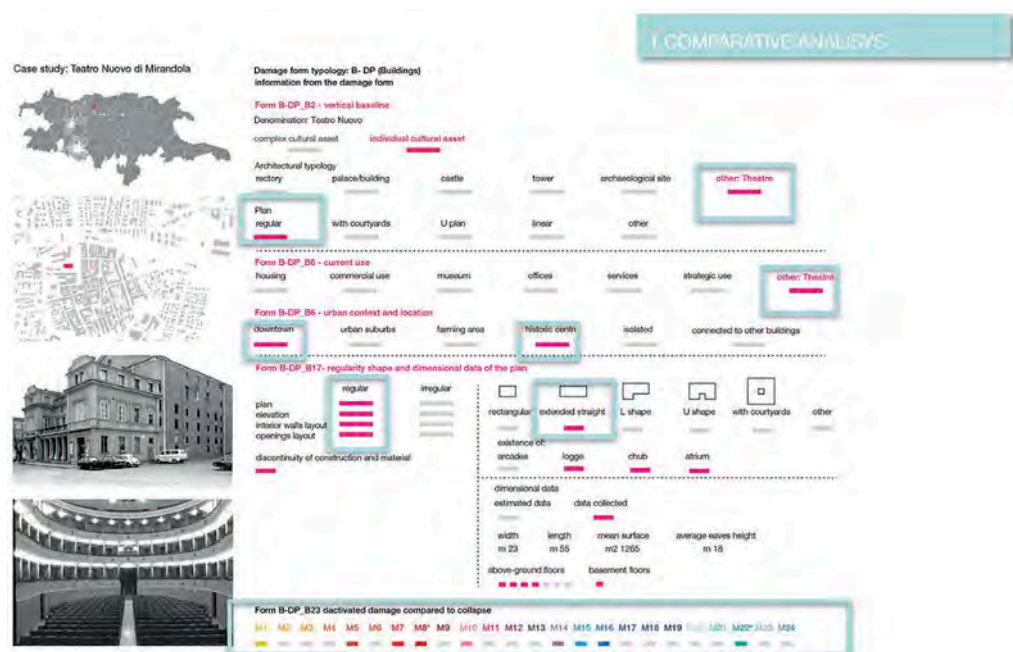 I COMPARATIVE ANALISYS
Case study: Teatro Nuovo di Mirandola
Damage form typology: B- DP (Buildings)
information from the damage form
Form B-DP_B2 - vertical baseline
Denomination: Teatro Nuovo
complex cultural asset individual cultural asset
Architectural typology
rectory palace/building castle tower archaeological site other: Theatre
Plan
regular with courtyards U plan linear other
Form B-DP_B6 - current use
housing commercial use museum offices services strategic use other: Theatre
Form B-DP_B6 - urban context and location
downtown urban suburbs farming area historic centri isolated connected to other buildings
Form B-DP_B17- regularity shape and dimensional data of the plan
regular irregular
plan
elevation
interior walls layout
openings layout
discontinuity of construction and material
rectangular extended straight L shape U shape with courtyards other
existence of:
arcades logge chub atrium
dimensional data
estimated data data collected
width length mean surface average eaves height
m 23 m 55 m2 1265 m 18
above-ground floors basement floors
Form B-DP_B23 dactivated damage compared to collapse
M1 M2 M3 M4 M5 M6 M7 M8* M9 M10 M11 M12 M13 M14 M15 M16 M17 M18 M19 M21 M22* M23 M24